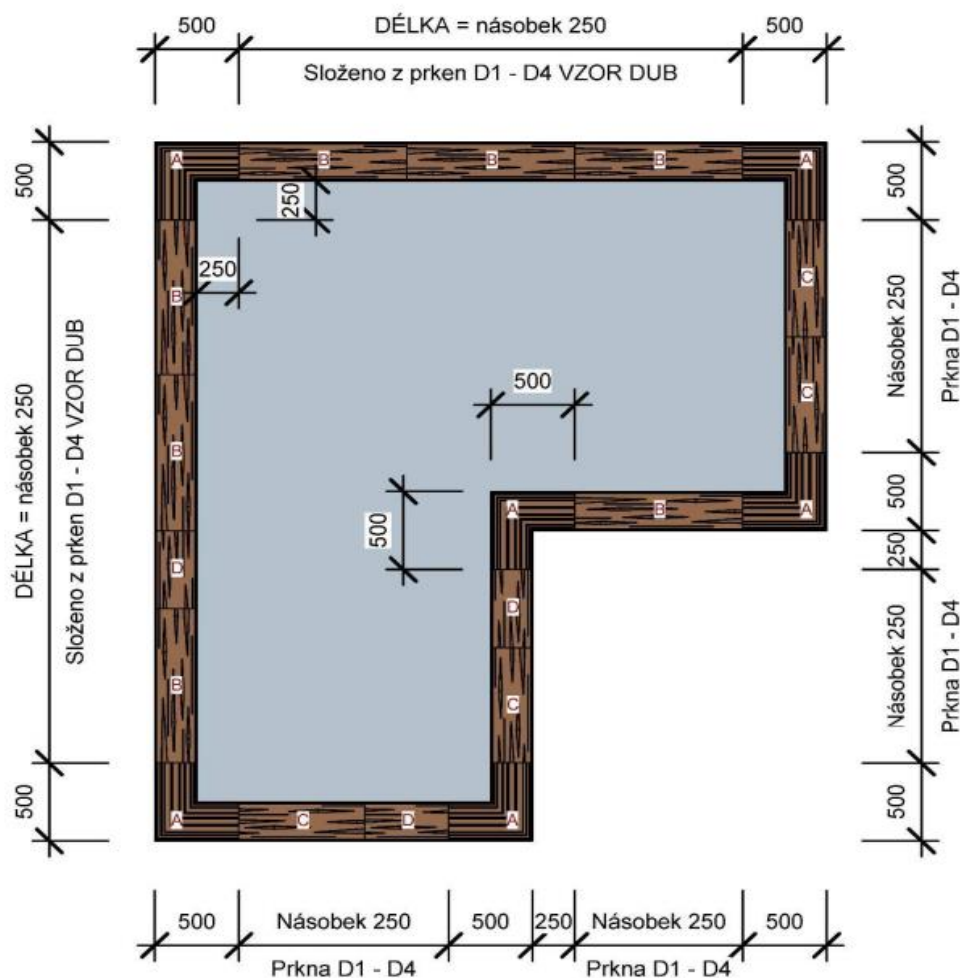 500 DÉLKA = násobek 250 500
Složeno z prken D1 - D4 VZOR DUB
A B B B A
500
250
500
250
B
C
Násobek 250
Prkna D1 - D4
DÉLKA = násobek 250
Složeno z prken D1 - D4 VZOR DUB
C
500
B
500
500
A B A
250
D
D
Násobek 250
Prkna D1 - D4
B
C
500
500
A C D A
500 Násobek 250 500 250 Násobek 250 500
Prkna D1 - D4 Prkna D1 - D4